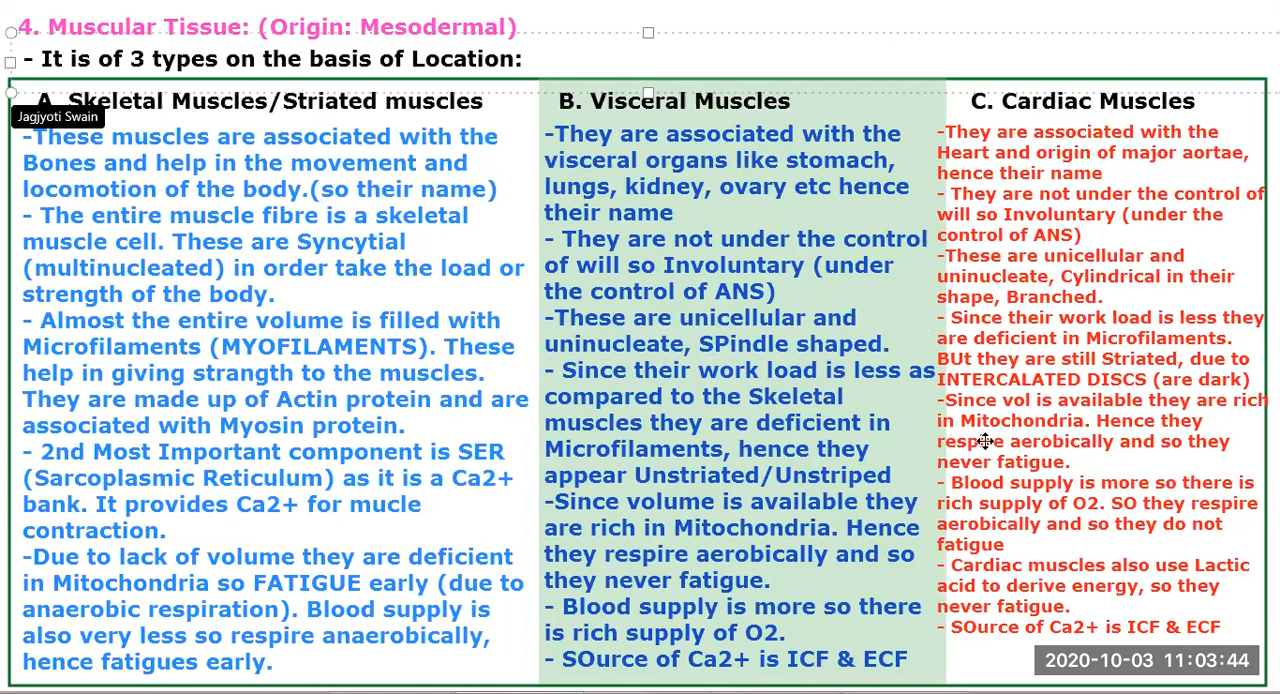 4. Muscular Tissue: (Origin: Mesodermal)
- It is of 3 types on the basis of Location:
A. Skeletal Muscles/Striated muscles
Jagjyoti Swain
-These muscles are associated with the
Bones and help in the movement and
locomotion of the body.(so their name)
- The entire muscle fibre is a skeletal
muscle cell. These are Syncytial
(multinucleated) in order take the load or
strength of the body.
- Almost the entire volume is filled with
Microfilaments (MYOFILAMENTS). These
help in giving strangth to the muscles.
They are made up of Actin protein and are
associated with Myosin protein.
- 2nd Most Important component is SER
(Sarcoplasmic Reticulum) as it is a Ca2+
bank. It provides Ca2+ for mucle
contraction.
-Due to lack of volume they are deficient
in Mitochondria so FATIGUE early (due to
anaerobic respiration). Blood supply is
also very less so respire anaerobically,
hence fatigues early.
B. Visceral Muscles
-They are associated with the
visceral organs like stomach,
lungs, kidney, ovary etc hence
their name
- They are not under the control
of will so Involuntary (under
the control of ANS)
-These are unicellular and
uninucleate, SPindle shaped.
- Since their work load is less as
compared to the Skeletal
muscles they are deficient in
Microfilaments, hence they
appear Unstriated/Unstriped
-Since volume is available they
are rich in Mitochondria. Hence
they respire aerobically and so
they never fatigue.
- Blood supply is more so there
is rich supply of O2.
- SOurce of Ca2+ is ICF & ECF
C. Cardiac Muscles
-They are associated with the
Heart and origin of major aortae,
hence their name
- They are not under the control of
will so Involuntary (under the
control of ANS)
-These are unicellular and
uninucleate, Cylindrical in their
shape, Branched.
- Since their work load is less they
are deficient in Microfilaments.
BUt they are still Striated, due to
INTERCALATED DISCS (are dark)
-Since vol is available they are rich
in Mitochondria. Hence they
respire aerobically and so they
never fatigue.
- Blood supply is more so there is
rich supply of O2. SO they respire
aerobically and so they do not
fatigue
- Cardiac muscles also use Lactic
acid to derive energy, so they
never fatigue.
- SOurce of Ca2+ is ICF & ECF
2020-10-03 11:03:44